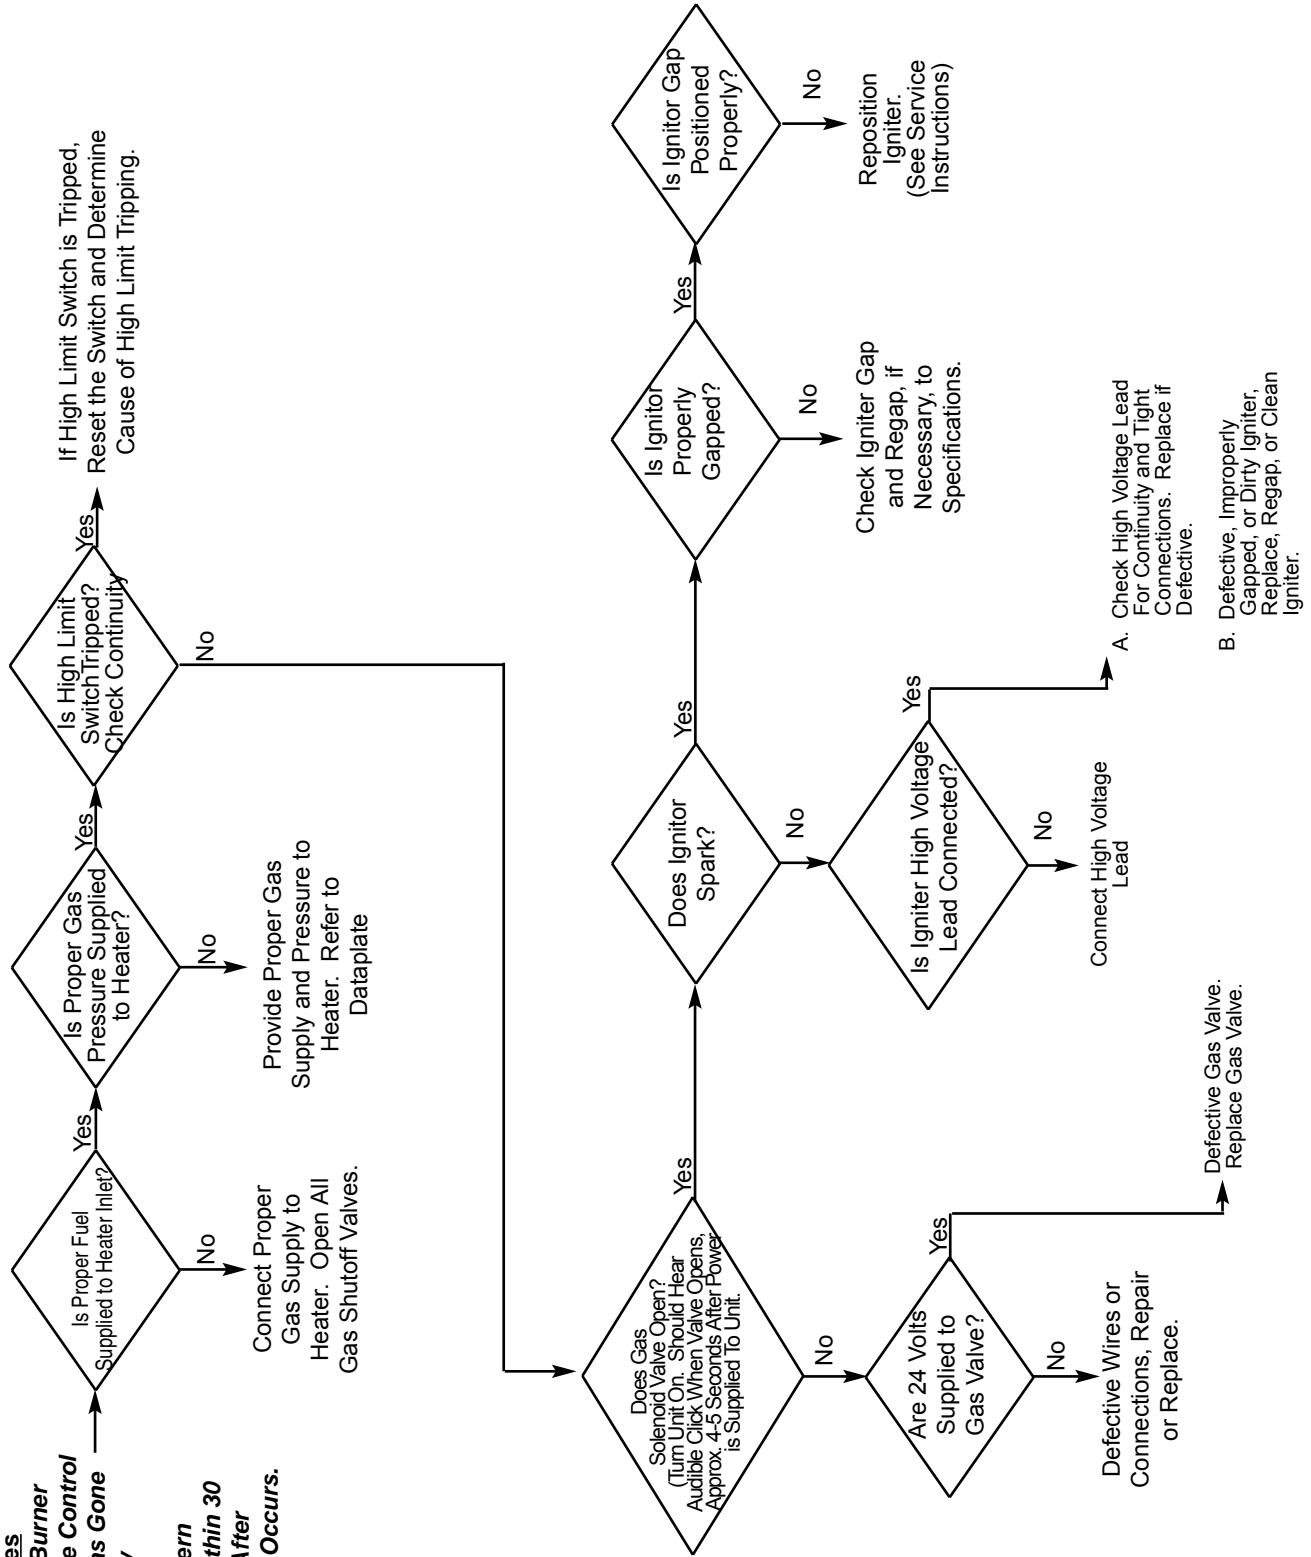 es
Burner
e Control
s Gone
ern
thin 30
After
Occurs.
Is Proper Fuel
Supplied to Heater Inlet?
Yes
No
Connect Proper
Gas Supply to
Heater. Open All
Gas Shutoff Valves.
Is Proper Gas
Pressure Supplied
to Heater?
Yes
No
Provide Proper Gas
Supply and Pressure to
Heater. Refer to
Dataplate
Is High Limit
Switch Tripped?
Check Continuity
Yes
If High Limit Switch is Tripped,
Reset the Switch and Determine
Cause of High Limit Tripping.
No
Does Gas
Solenoid Valve Open?
(Turn Unit On. Should Hear
Audible Click When Valve Opens,
Approx. 4-5 Seconds After Power
is Supplied To Unit.
Yes
No
Are 24 Volts
Supplied to
Gas Valve?
Yes
Defective Gas Valve.
Replace Gas Valve.
No
Defective Wires or
Connections, Repair
or Replace.
Does Ignitor
Spark?
Yes
No
Is Igniter High Voltage
Lead Connected?
Yes
A. Check High Voltage Lead
For Continuity and Tight
Connections. Replace if
Defective.
B. Defective, Improperly
Gapped, or Dirty Igniter,
Replace, Regap, or Clean
Igniter.
No
Connect High Voltage
Lead
Is Ignitor
Properly
Gapped?
Yes
No
Check Igniter Gap
and Regap, if
Necessary, to
Specifications.
Is Ignitor Gap
Positioned
Properly?
No
Reposition
Igniter.
(See Service
Instructions)